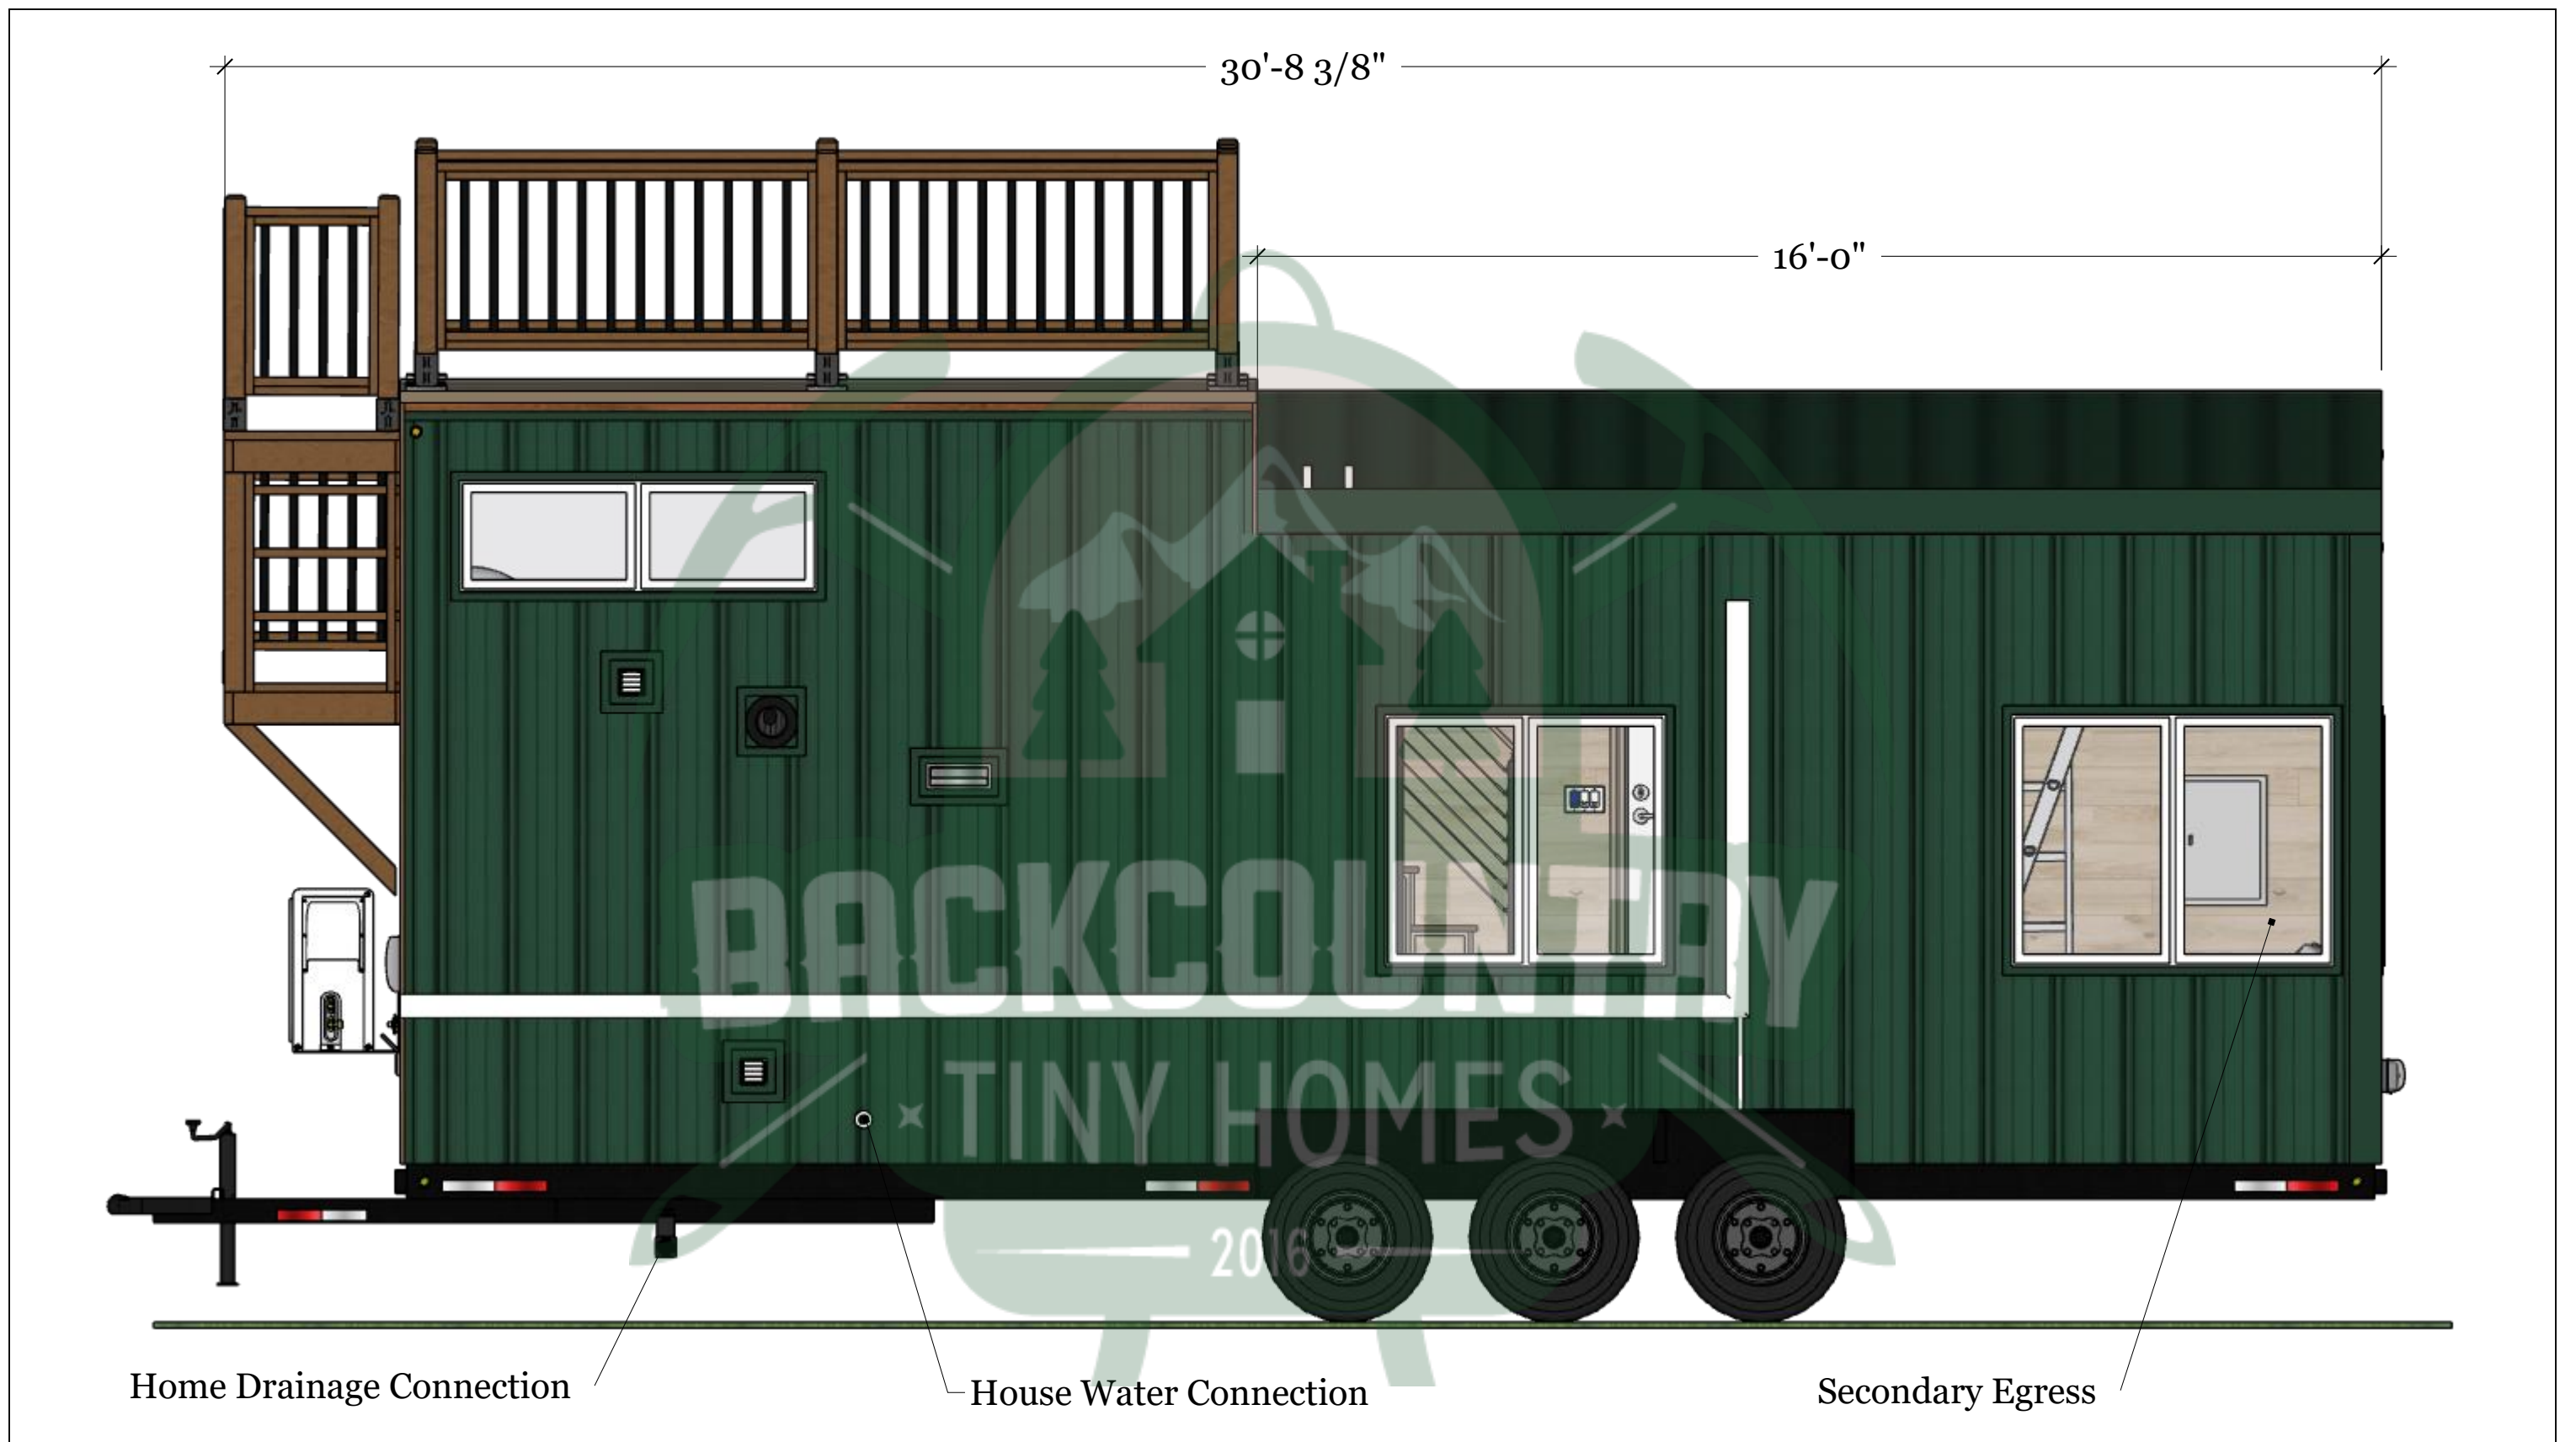 30'-8 3/8"
16'-0"
BACKCOUNTRY
TINY HOMES
2016
Home Drainage Connection
House Water Connection
Secondary Egress